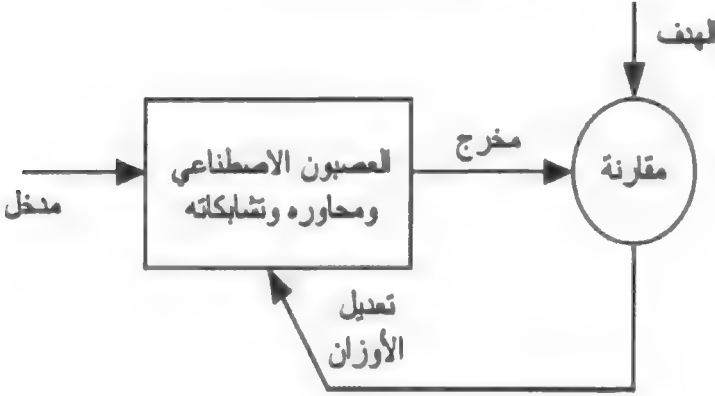 الهدف
مخرج
مقارنة
العصبون الاصطناعي
ومحاوره وتشابكاته
مدخل
تعديل
الأوزان